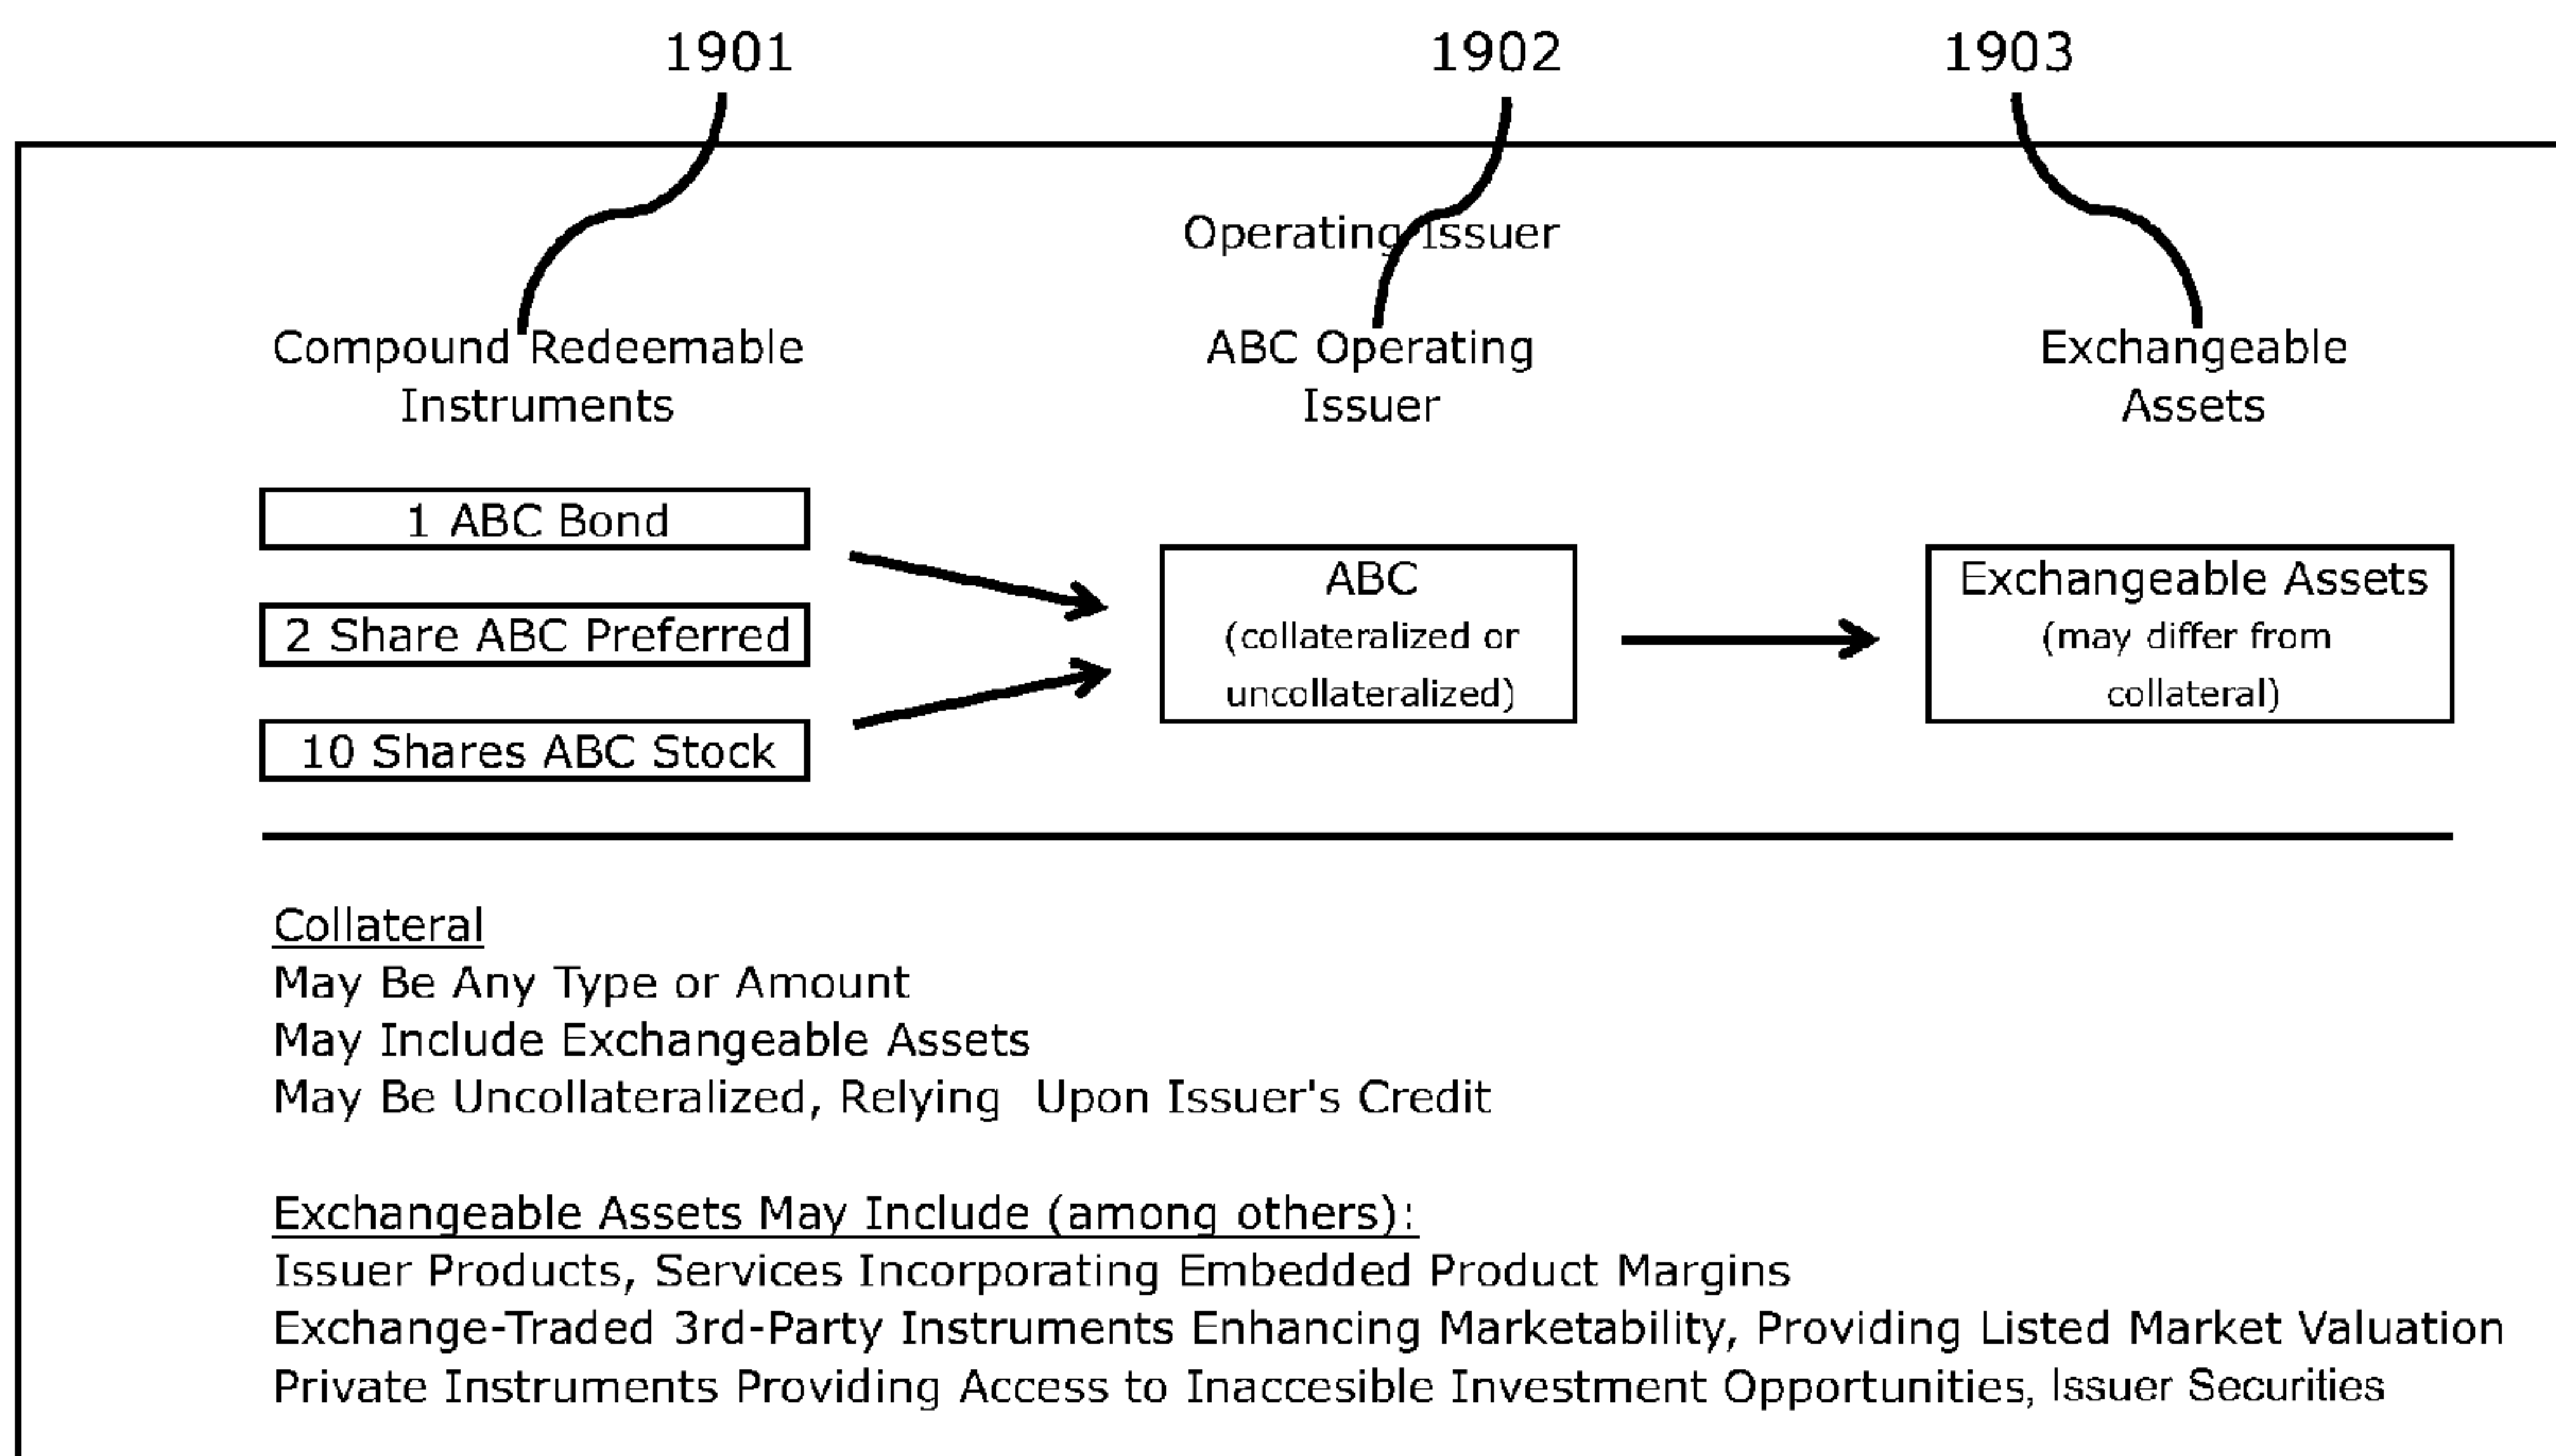 1901 1902 1903
Operating Issuer
Compound Redeemable Instruments
ABC Operating Issuer
Exchangeable Assets
1 ABC Bond
2 Share ABC Preferred
10 Shares ABC Stock
ABC
(collateralized or
uncollateralized)
Exchangeable Assets
(may differ from
collateral)
Collateral
May Be Any Type or Amount
May Include Exchangeable Assets
May Be Uncollateralized, Relying  Upon Issuer's Credit
Exchangeable Assets May Include (among others):
Issuer Products, Services Incorporating Embedded Product Margins
Exchange-Traded 3rd-Party Instruments Enhancing Marketability, Providing Listed Market Valuation
Private Instruments Providing Access to Inaccesible Investment Opportunities, Issuer Securities